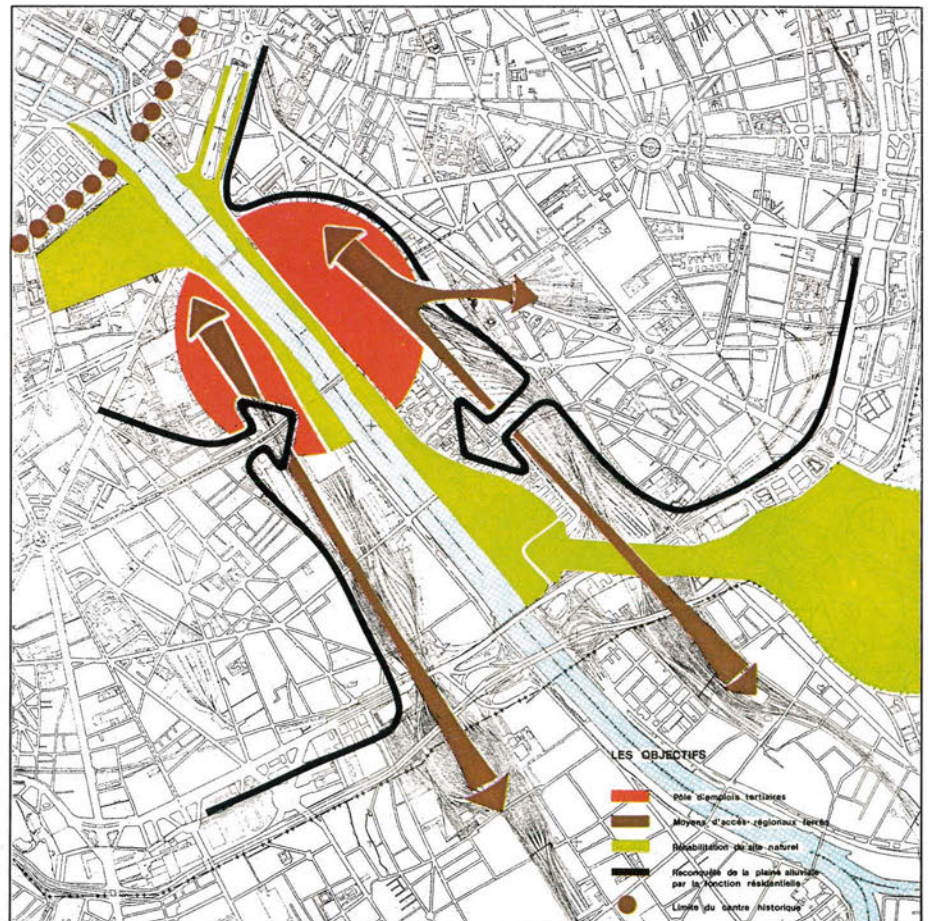 LES OBJECTIFS
Pôle d'emplois tertiaires
Moyens d'accès régionaux ferrés
Réhabilitation du site naturel
Reconquête de la plaine alluviale
par la fonction résidentielle
Limite du centre historique